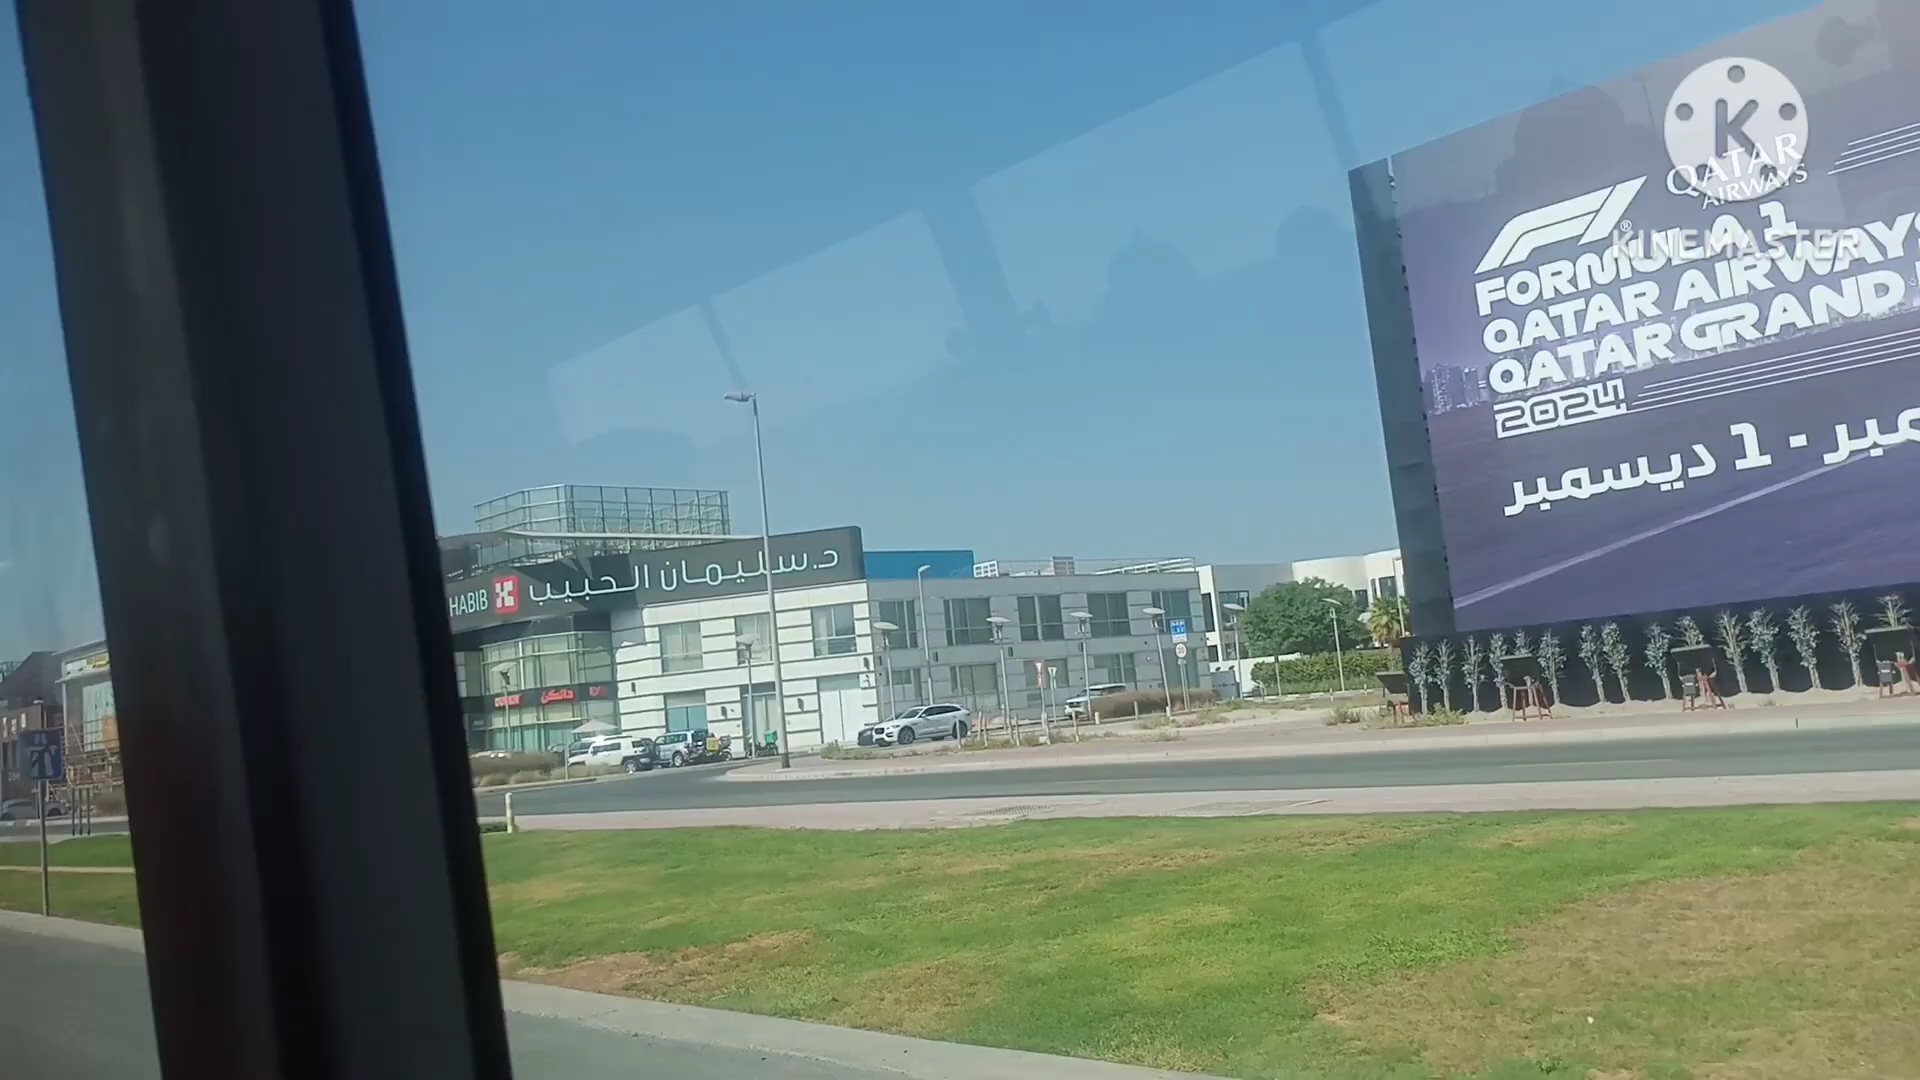 QATAR
AIRWAYS
KINEMASTER
FORMULA 1
QATAR AIRWAYS
QATAR GRAND
2024
1 ديسمبر
د.سليمان الحبيب
HABIB
دانكن